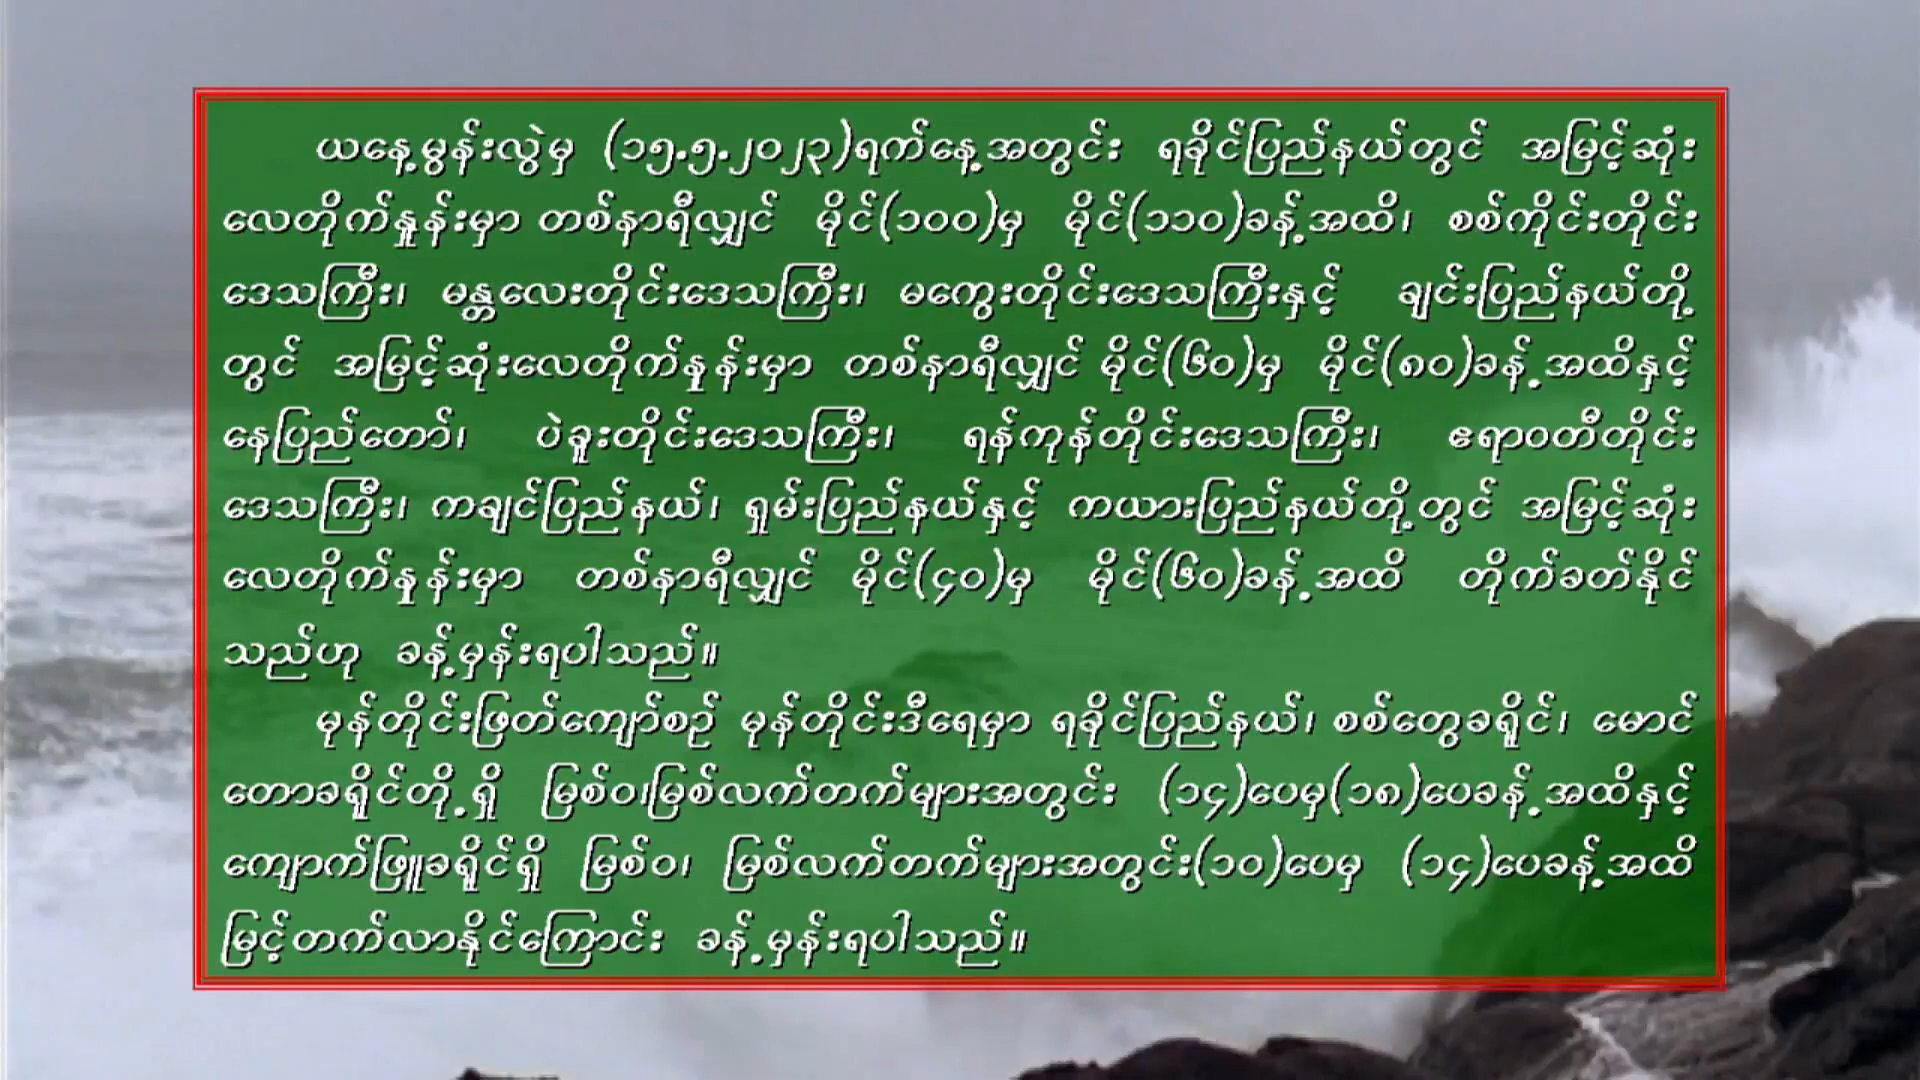 ယနေ့မွန်းလွဲမှ (၁၅.၅.၂၀၂၃)ရက်နေ့အတွင်း ရခိုင်ပြည်နယ်တွင် အမြင့်ဆုံး
လေတိုက်နှုန်းမှာ တစ်နာရီလျှင် မိုင်(၁၀၀)မှ မိုင်(၁၁၀)ခန့်အထိ၊ စစ်ကိုင်းတိုင်း
ဒေသကြီး၊ မန္တလေးတိုင်းဒေသကြီး၊ မကွေးတိုင်းဒေသကြီးနှင့် ချင်းပြည်နယ်တို့
တွင် အမြင့်ဆုံးလေတိုက်နှုန်းမှာ တစ်နာရီလျှင် မိုင်(၆၀)မှ မိုင်(၈၀)ခန့်အထိနှင့်
နေပြည်တော်၊ ပဲခူးတိုင်းဒေသကြီး၊ ရန်ကုန်တိုင်းဒေသကြီး၊ ဧရာဝတီတိုင်း
ဒေသကြီး၊ ကချင်ပြည်နယ်၊ ရှမ်းပြည်နယ်နှင့် ကယားပြည်နယ်တို့တွင် အမြင့်ဆုံး
လေတိုက်နှုန်းမှာ တစ်နာရီလျှင် မိုင်(၄၀)မှ မိုင်(၆၀)ခန့်အထိ တိုက်ခတ်နိုင်
သည်ဟု ခန့်မှန်းရပါသည်။
မုန်တိုင်းဖြတ်ကျော်စဉ် မုန်တိုင်းဒီရေမှာ ရခိုင်ပြည်နယ်၊ စစ်တွေခရိုင်၊ မောင်
တောခရိုင်တို့ရှိ မြစ်ဝ၊မြစ်လက်တက်များအတွင်း (၁၄)ပေမှ(၁၈)ပေခန့်အထိနှင့်
ကျောက်ဖြူခရိုင်ရှိ မြစ်ဝ၊ မြစ်လက်တက်များအတွင်း(၁၀)ပေမှ (၁၄)ပေခန့်အထိ
မြင့်တက်လာနိုင်ကြောင်း ခန့်မှန်းရပါသည်။